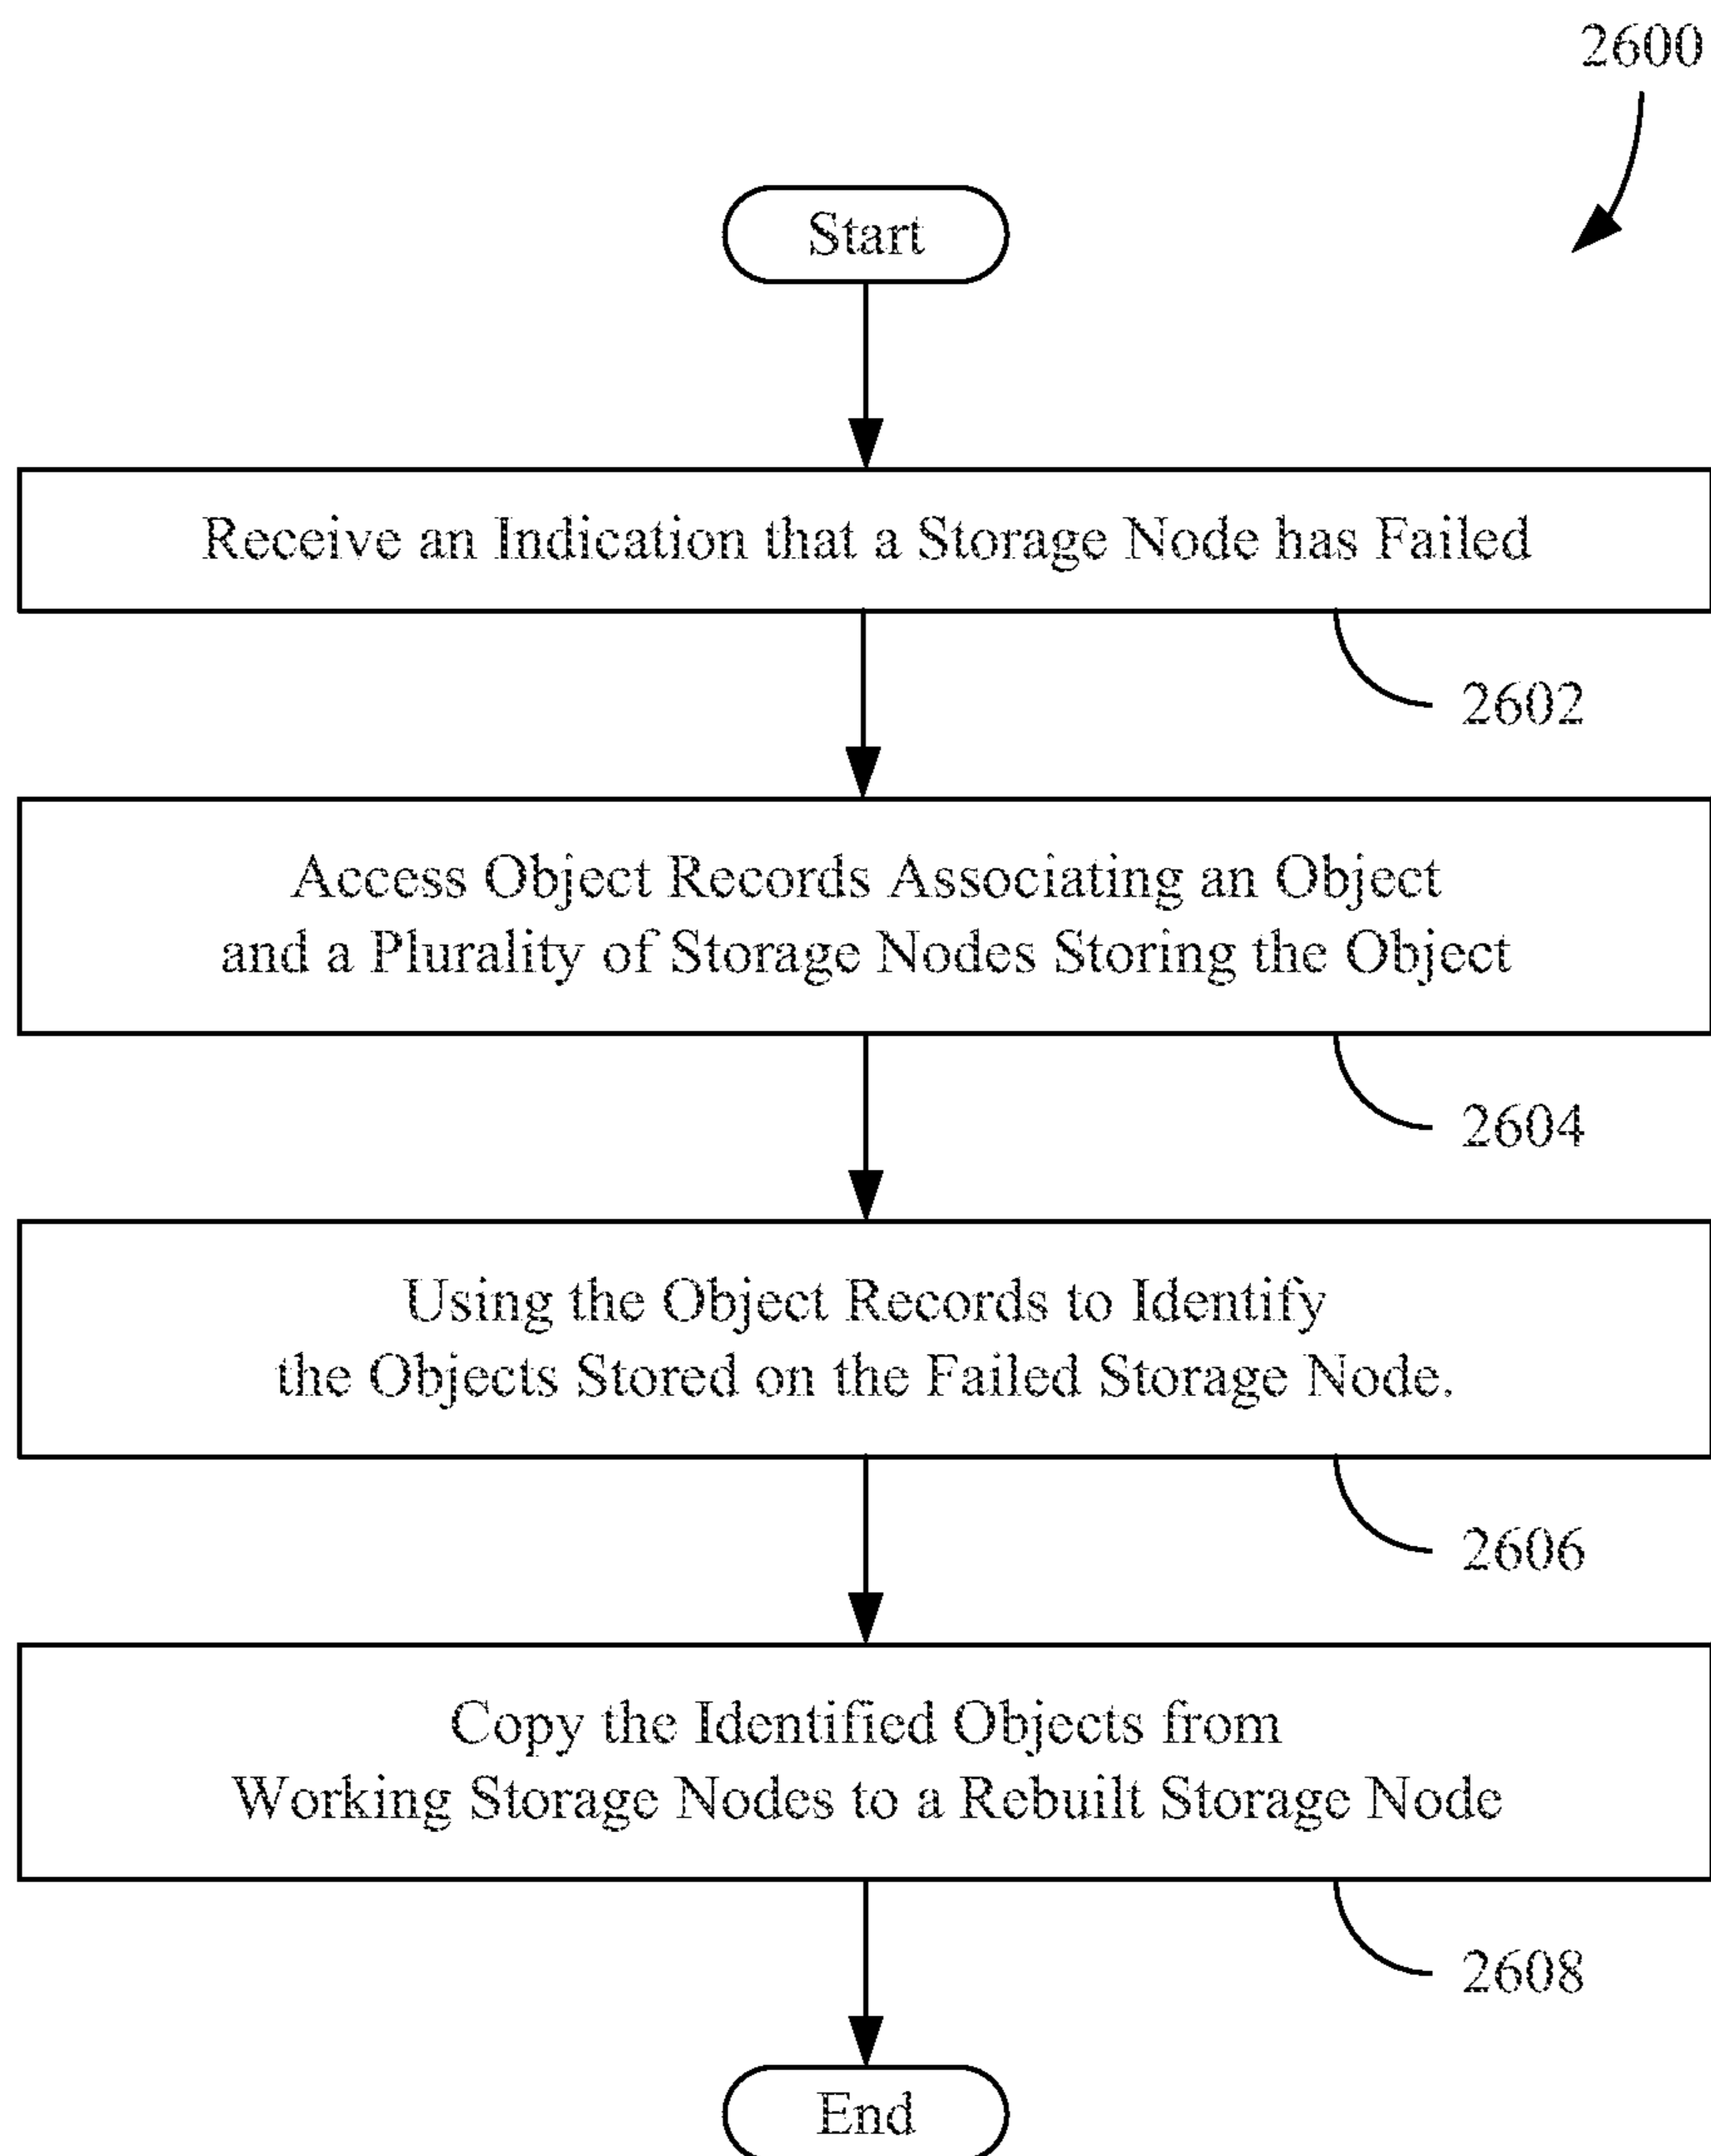 2600
Start
Receive an Indication that a Storage Node has Failed
2602
Access Object Records Associating an Object
and a Plurality of Storage Nodes Storing the Object
2604
Using the Object Records to Identify
the Objects Stored on the Failed Storage Node.
2606
Copy the Identified Objects from
Working Storage Nodes to a Rebuilt Storage Node
2608
End